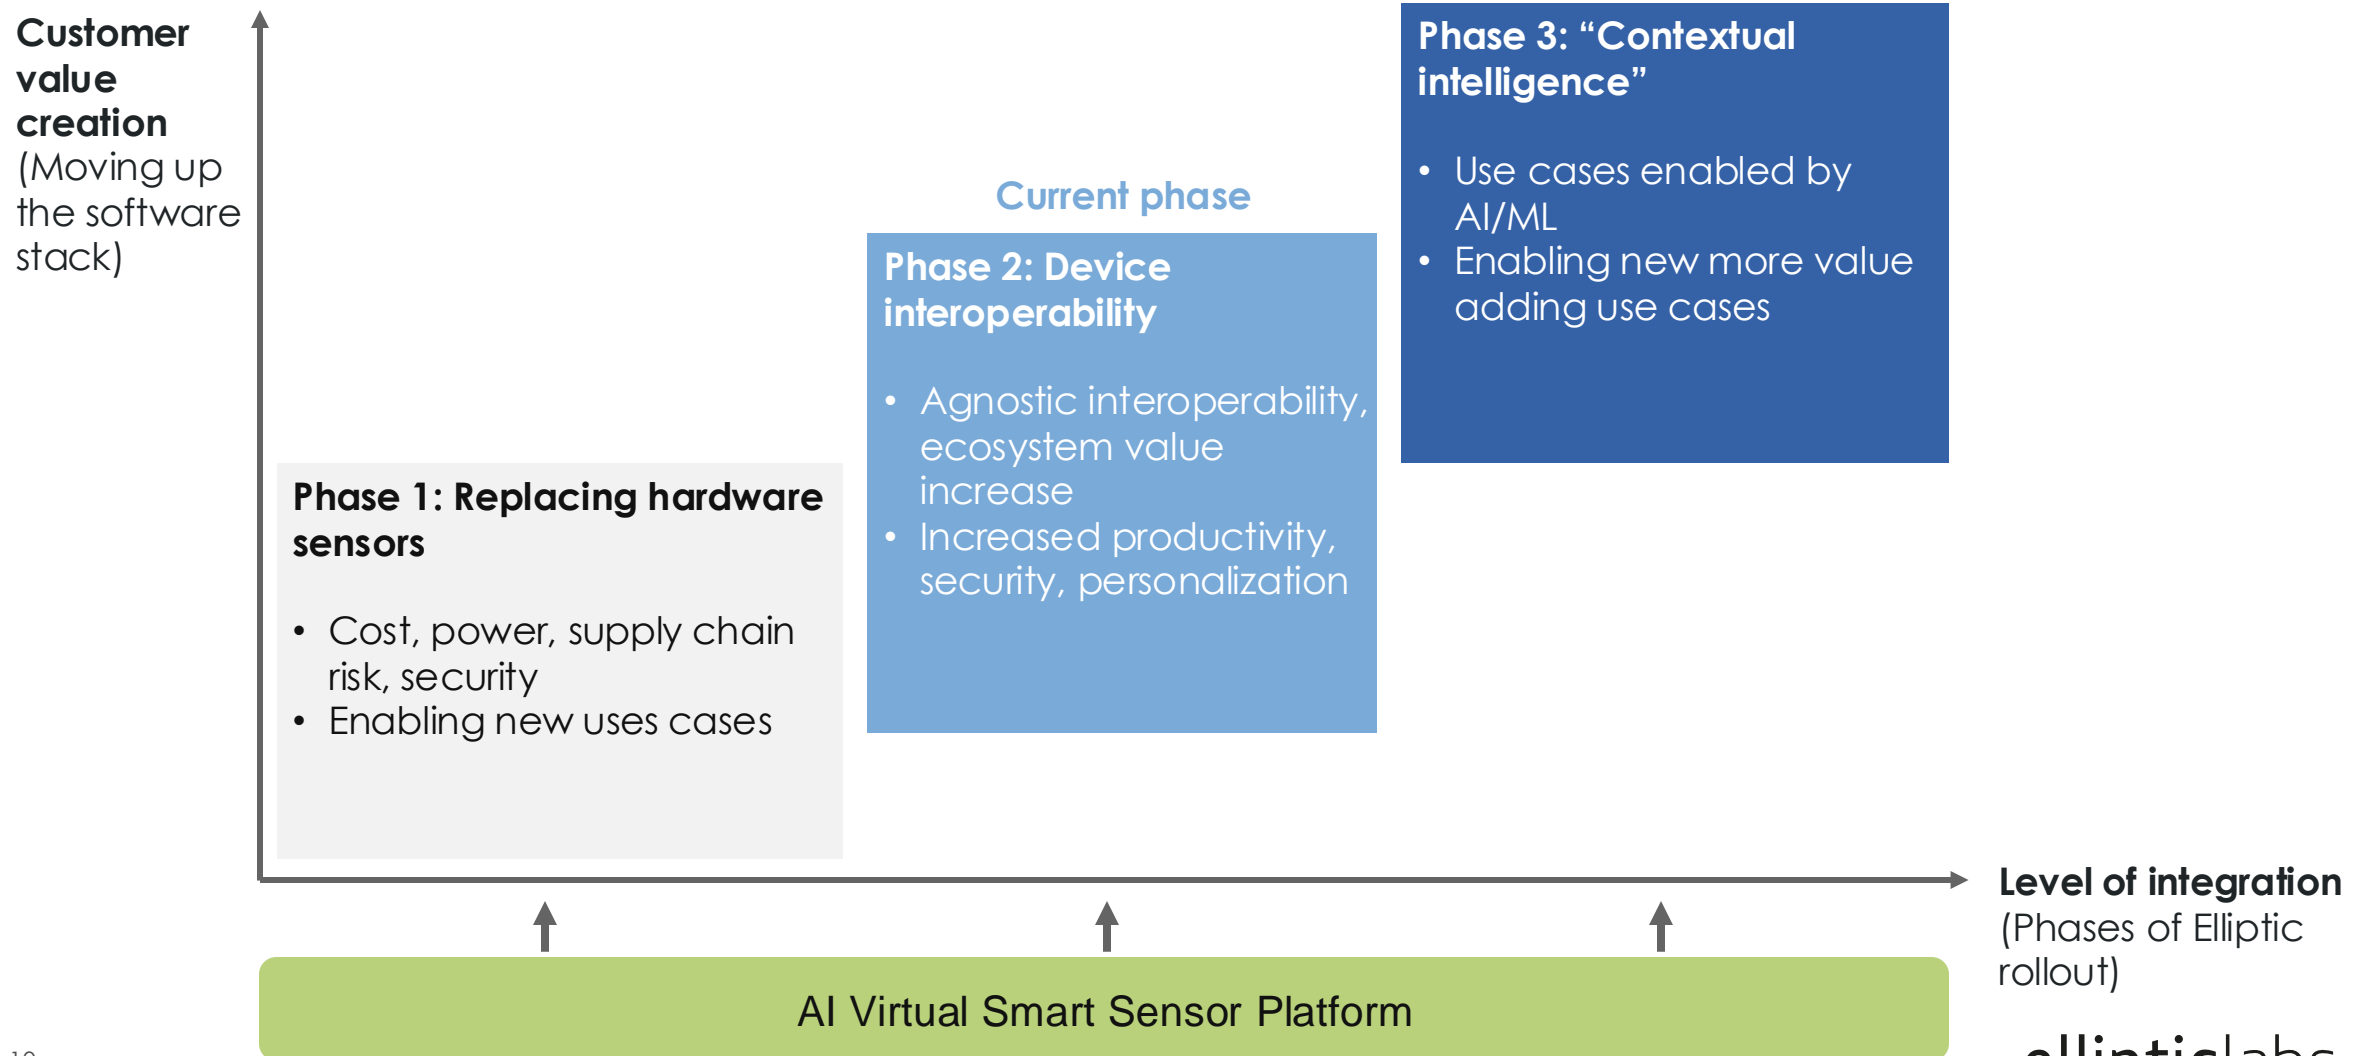 Customer
value
creation
(Moving up
the software
stack)
Phase 3: “Contextual
intelligence”
• Use cases enabled by
AI/ML
• Enabling new more value
adding use cases
Current phase
Phase 2: Device
interoperability
• Agnostic interoperability,
ecosystem value
increase
• Increased productivity,
security, personalization
Phase 1: Replacing hardware
sensors
• Cost, power, supply chain
risk, security
• Enabling new uses cases
Level of integration
(Phases of Elliptic
rollout)
AI Virtual Smart Sensor Platform
ellipticlabs